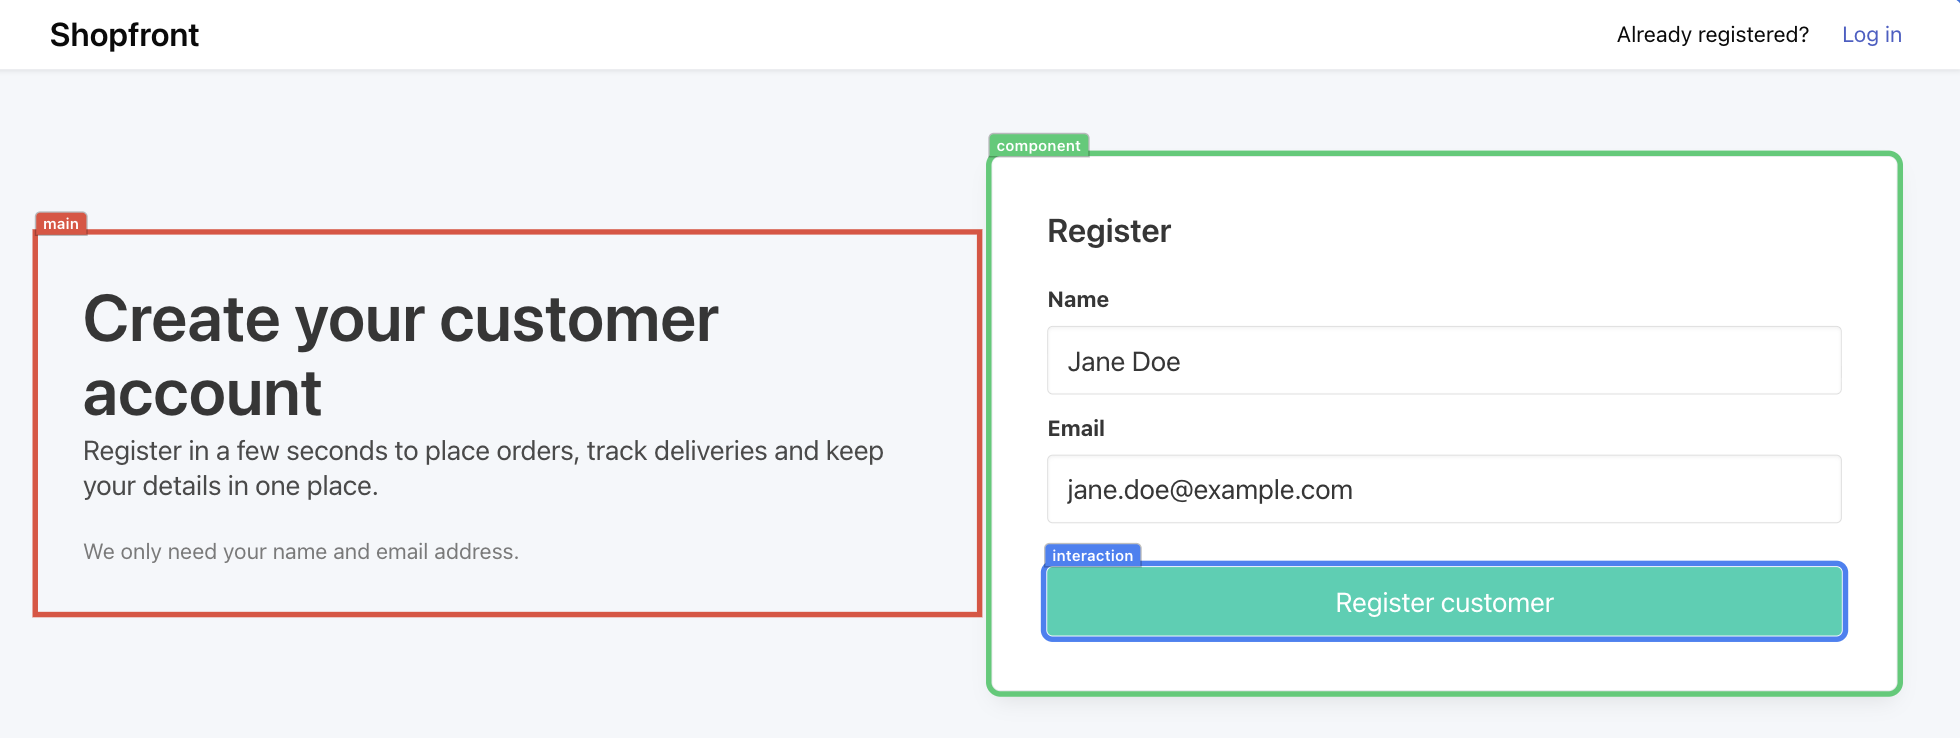 Shopfront
Already registered? Log in
main
Create your customer
account
Register in a few seconds to place orders, track deliveries and keep
your details in one place.
We only need your name and email address.
component
Register
Name
Jane Doe
Email
jane.doe@example.com
interaction
Register customer